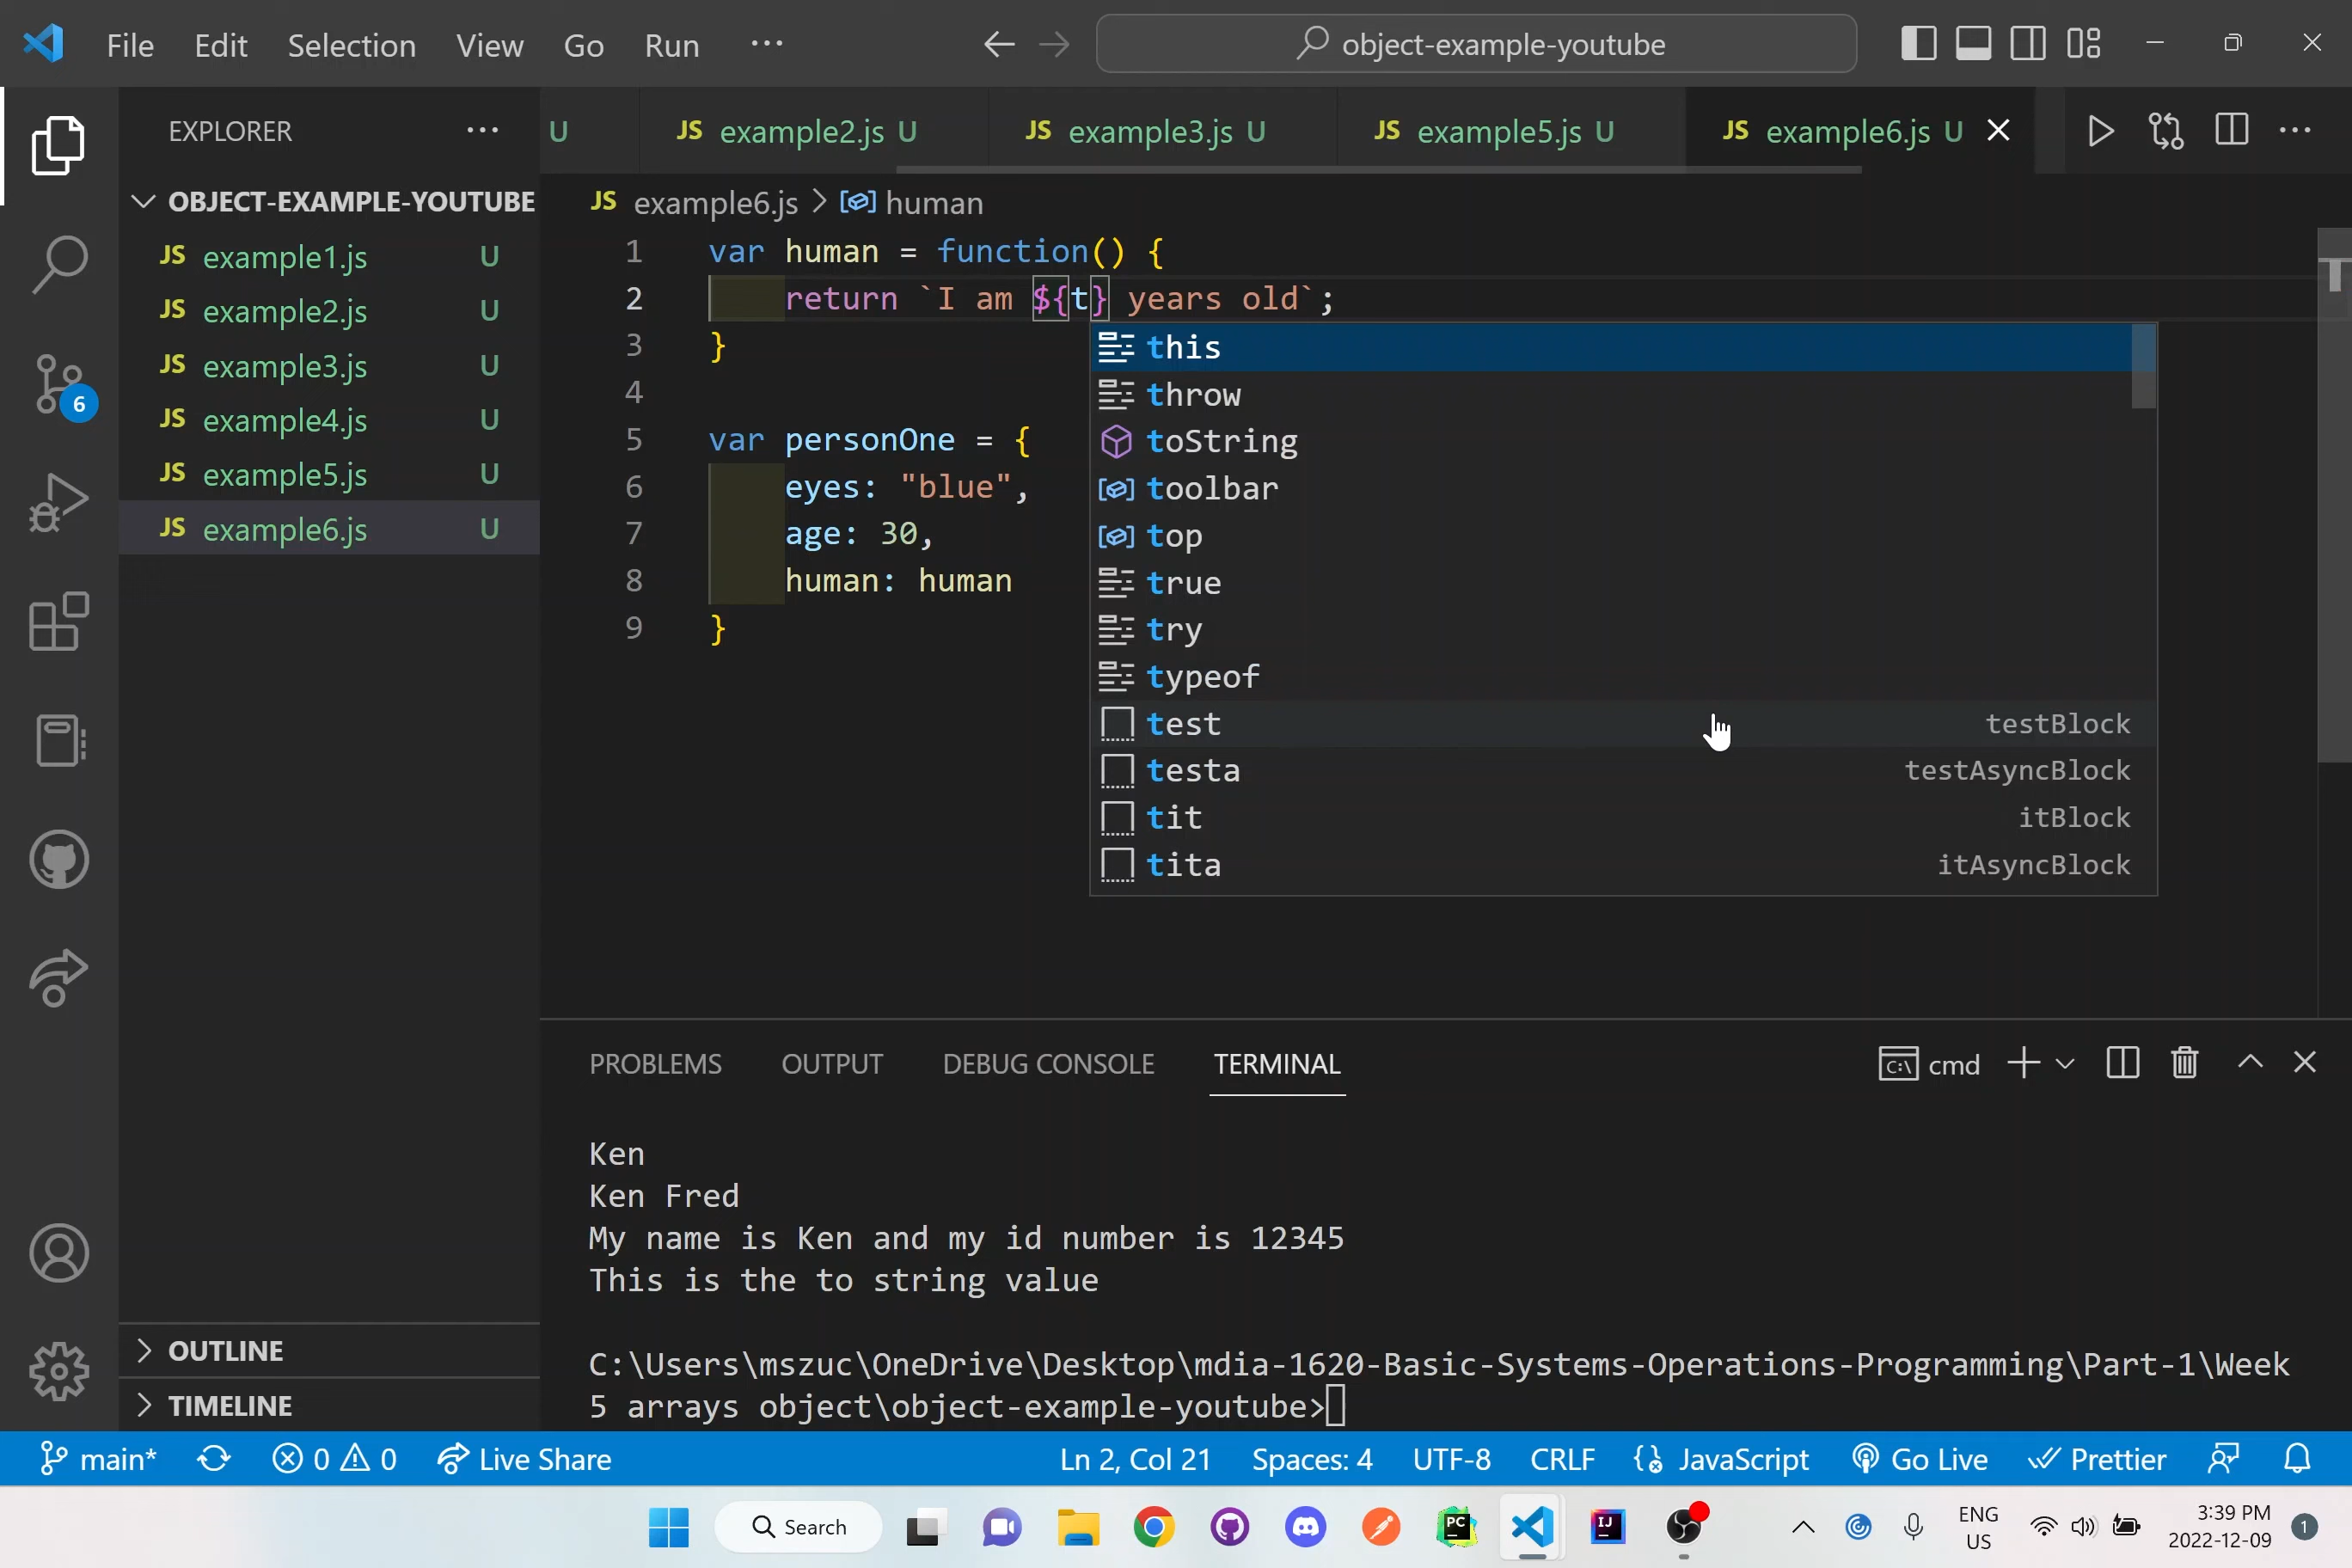 File Edit Selection View Go Run ··· object-example-youtube
EXPLORER ···
U JS example2.js U JS example3.js U JS example5.js U JS example6.js U
OBJECT-EXAMPLE-YOUTUBE
JS example1.js U
JS example2.js U
JS example3.js U
JS example4.js U
JS example5.js U
JS example6.js U
6
JS example6.js > human
1 var human = function() {
2 return `I am ${t} years old`;
3 }
4
5 var personOne = {
6 eyes: "blue",
7 age: 30,
8 human: human
9 }
this
throw
toString
toolbar
top
true
try
typeof
test testBlock
testa testAsyncBlock
tit itBlock
tita itAsyncBlock
PROBLEMS OUTPUT DEBUG CONSOLE TERMINAL cmd
Ken
Ken Fred
My name is Ken and my id number is 12345
This is the to string value
C:\Users\mszuc\OneDrive\Desktop\mdia-1620-Basic-Systems-Operations-Programming\Part-1\Week
5 arrays object\object-example-youtube>
OUTLINE
TIMELINE
main* 0 0 Live Share Ln 2, Col 21 Spaces: 4 UTF-8 CRLF JavaScript Go Live Prettier
Search
PC
IJ
ENG
US
3:39 PM
2022-12-09
1